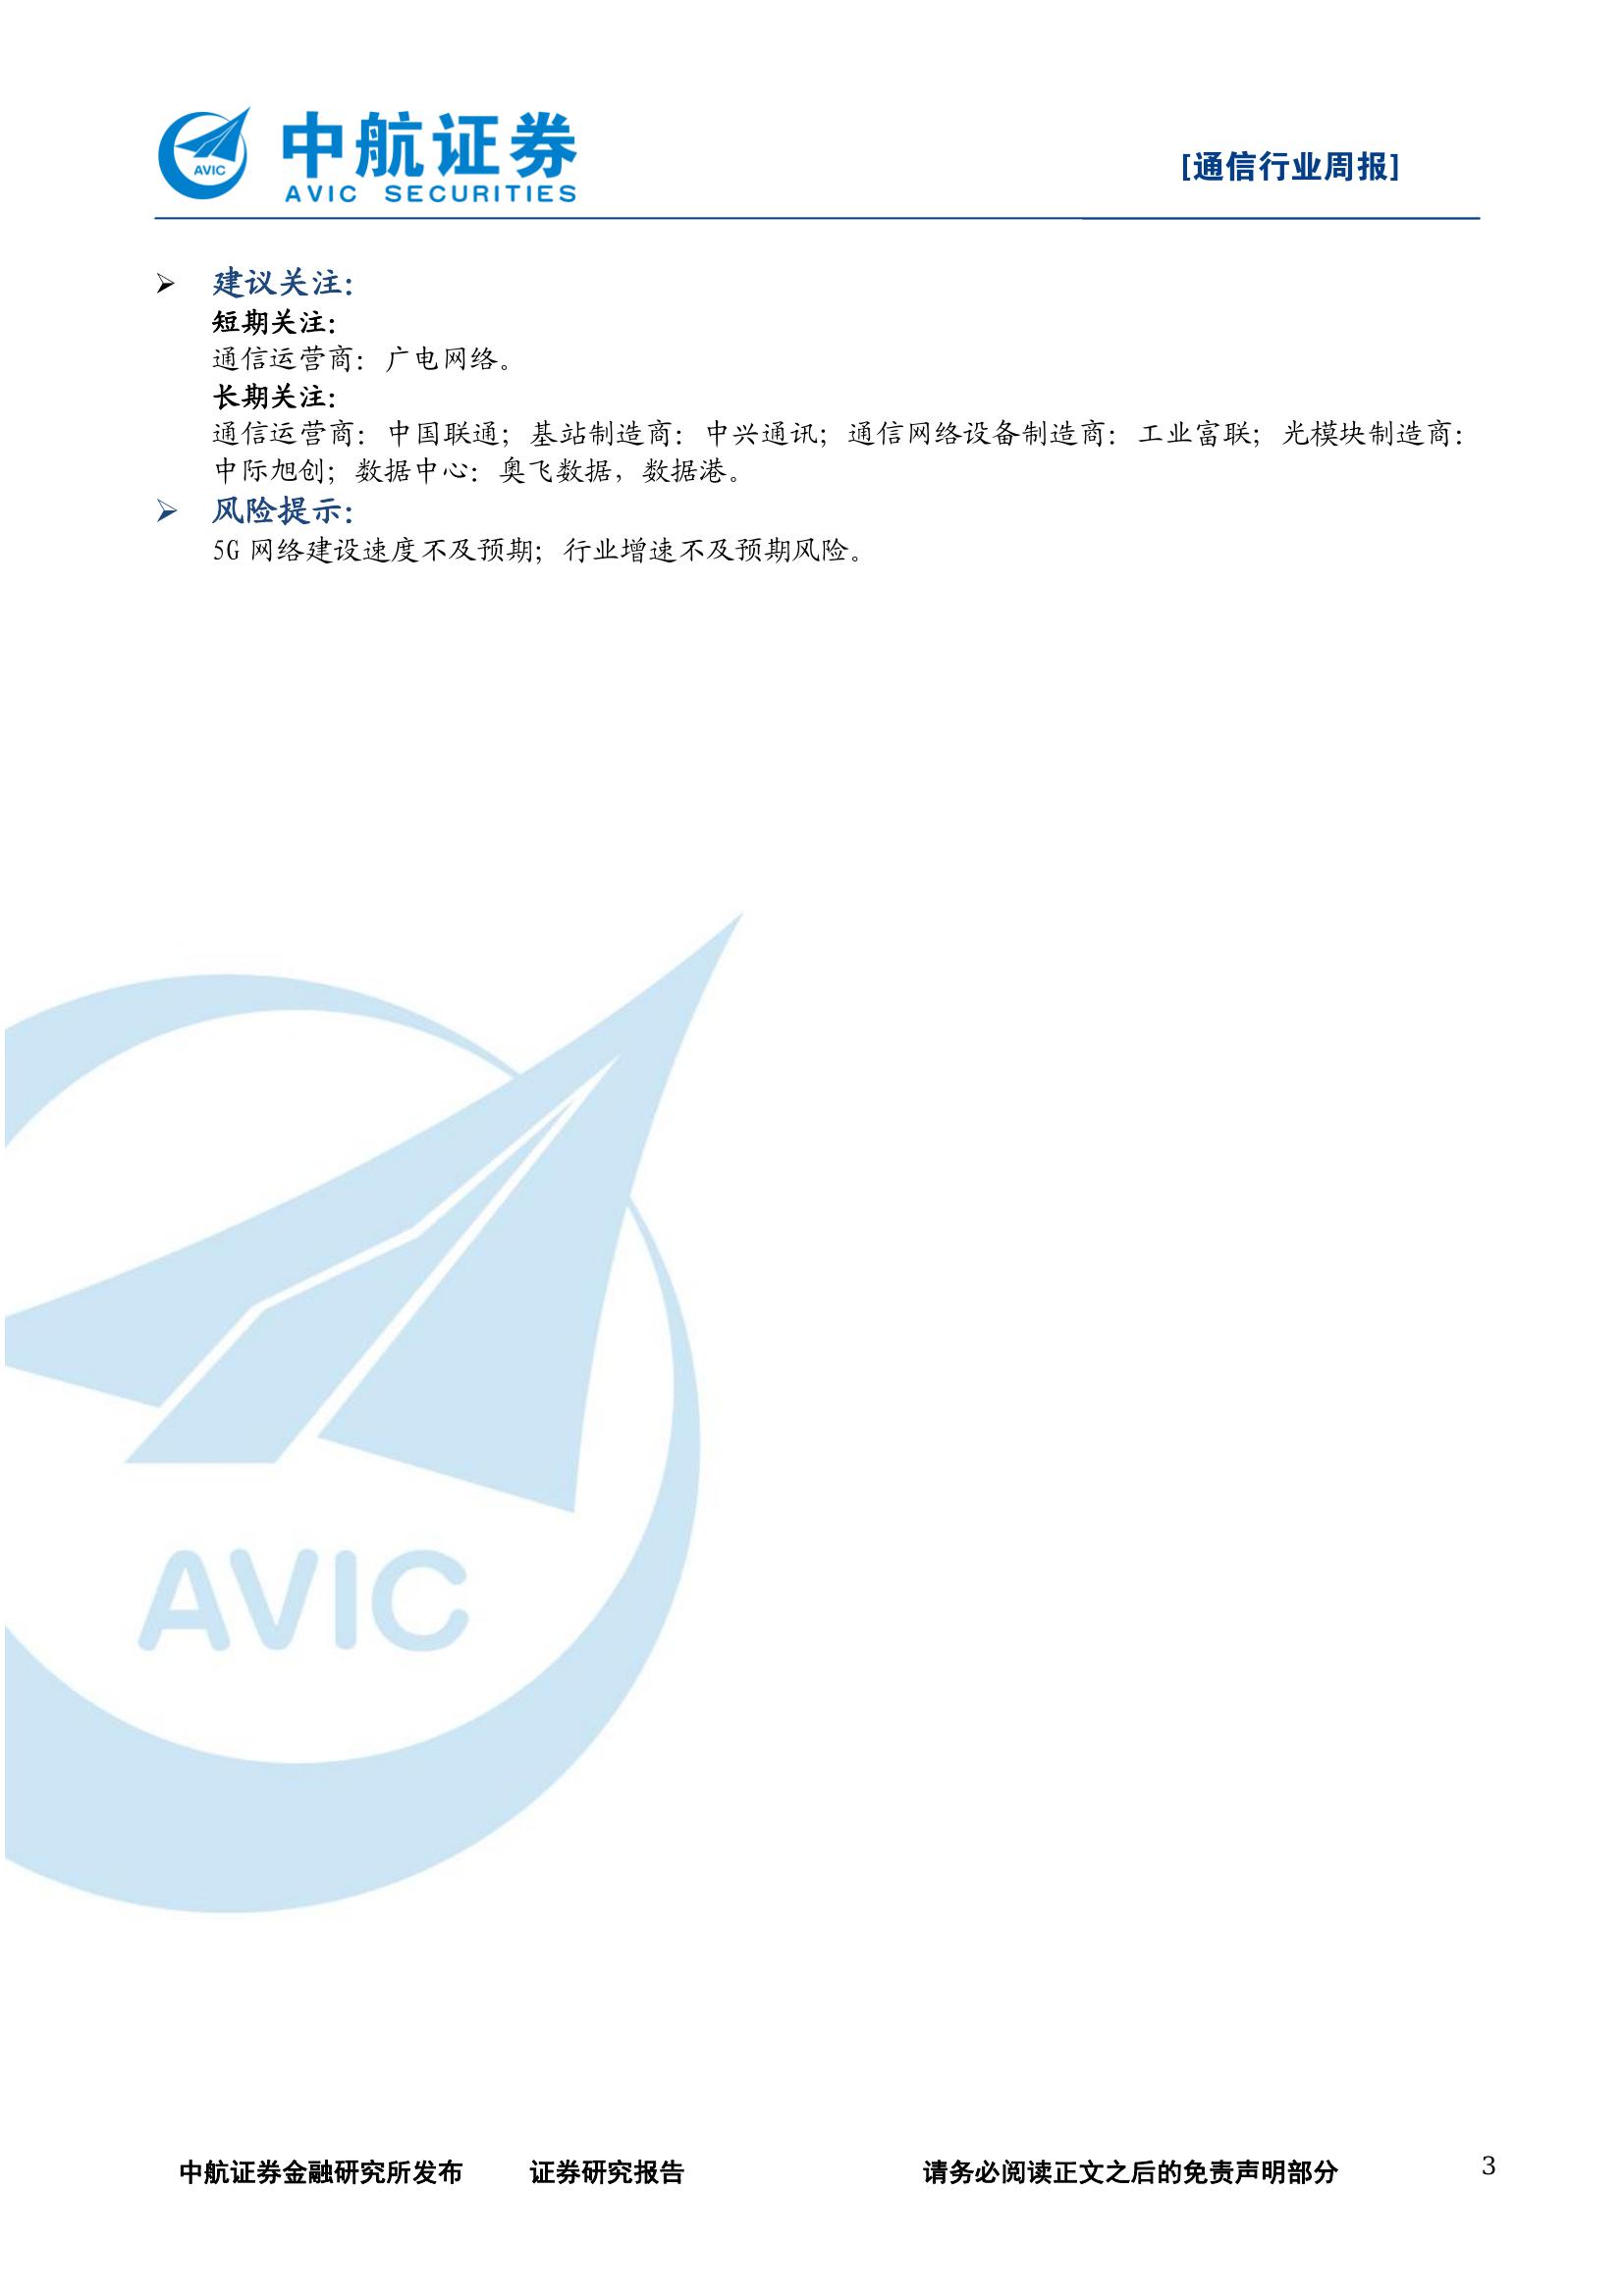 AVIC
中航证券
AVIC SECURITIES
[通信行业周报]
建议关注：
短期关注：
通信运营商：广电网络。
长期关注：
通信运营商：中国联通；基站制造商：中兴通讯；通信网络设备制造商：工业富联；光模块制造商：
中际旭创；数据中心：奥飞数据，数据港。
风险提示：
5G 网络建设速度不及预期；行业增速不及预期风险。
AVIC
中航证券金融研究所发布 证券研究报告 请务必阅读正文之后的免责声明部分 3